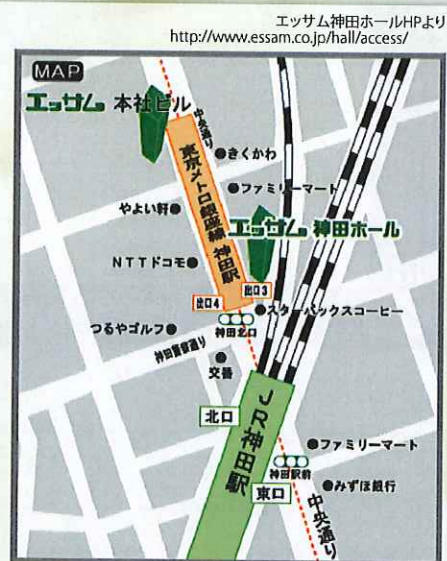 エッサム神田ホールHPより
http://www.essam.co.jp/hall/access/
MAP
エッサム 本社ビル
中央通り
きくかわ
東京メトロ銀座線 神田駅
ファミリーマート
やよい軒
エッサム 神田ホール
NTTドコモ
出口3
出口4
スターバックスコーヒー
神田北口
つるやゴルフ
神田警察通り
交番
北口
JR神田駅
ファミリーマート
神田駅前
東口
みずほ銀行
中央通り